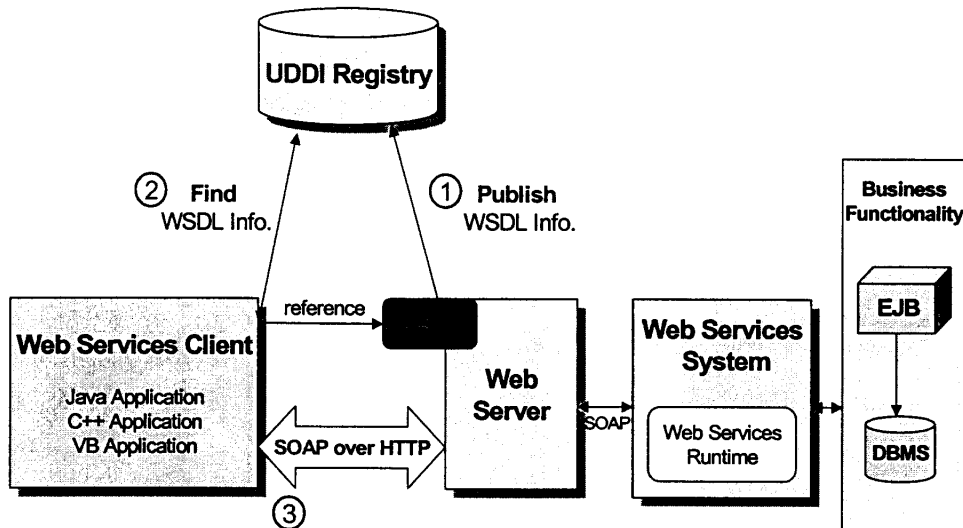 UDDI Registry
② Find
WSDL Info.
① Publish
WSDL Info.
Business
Functionality
EJB
DBMS
reference
Web Services Client
Java Application
C++ Application
VB Application
SOAP over HTTP
③
Web
Server
SOAP
Web Services
System
Web Services
Runtime